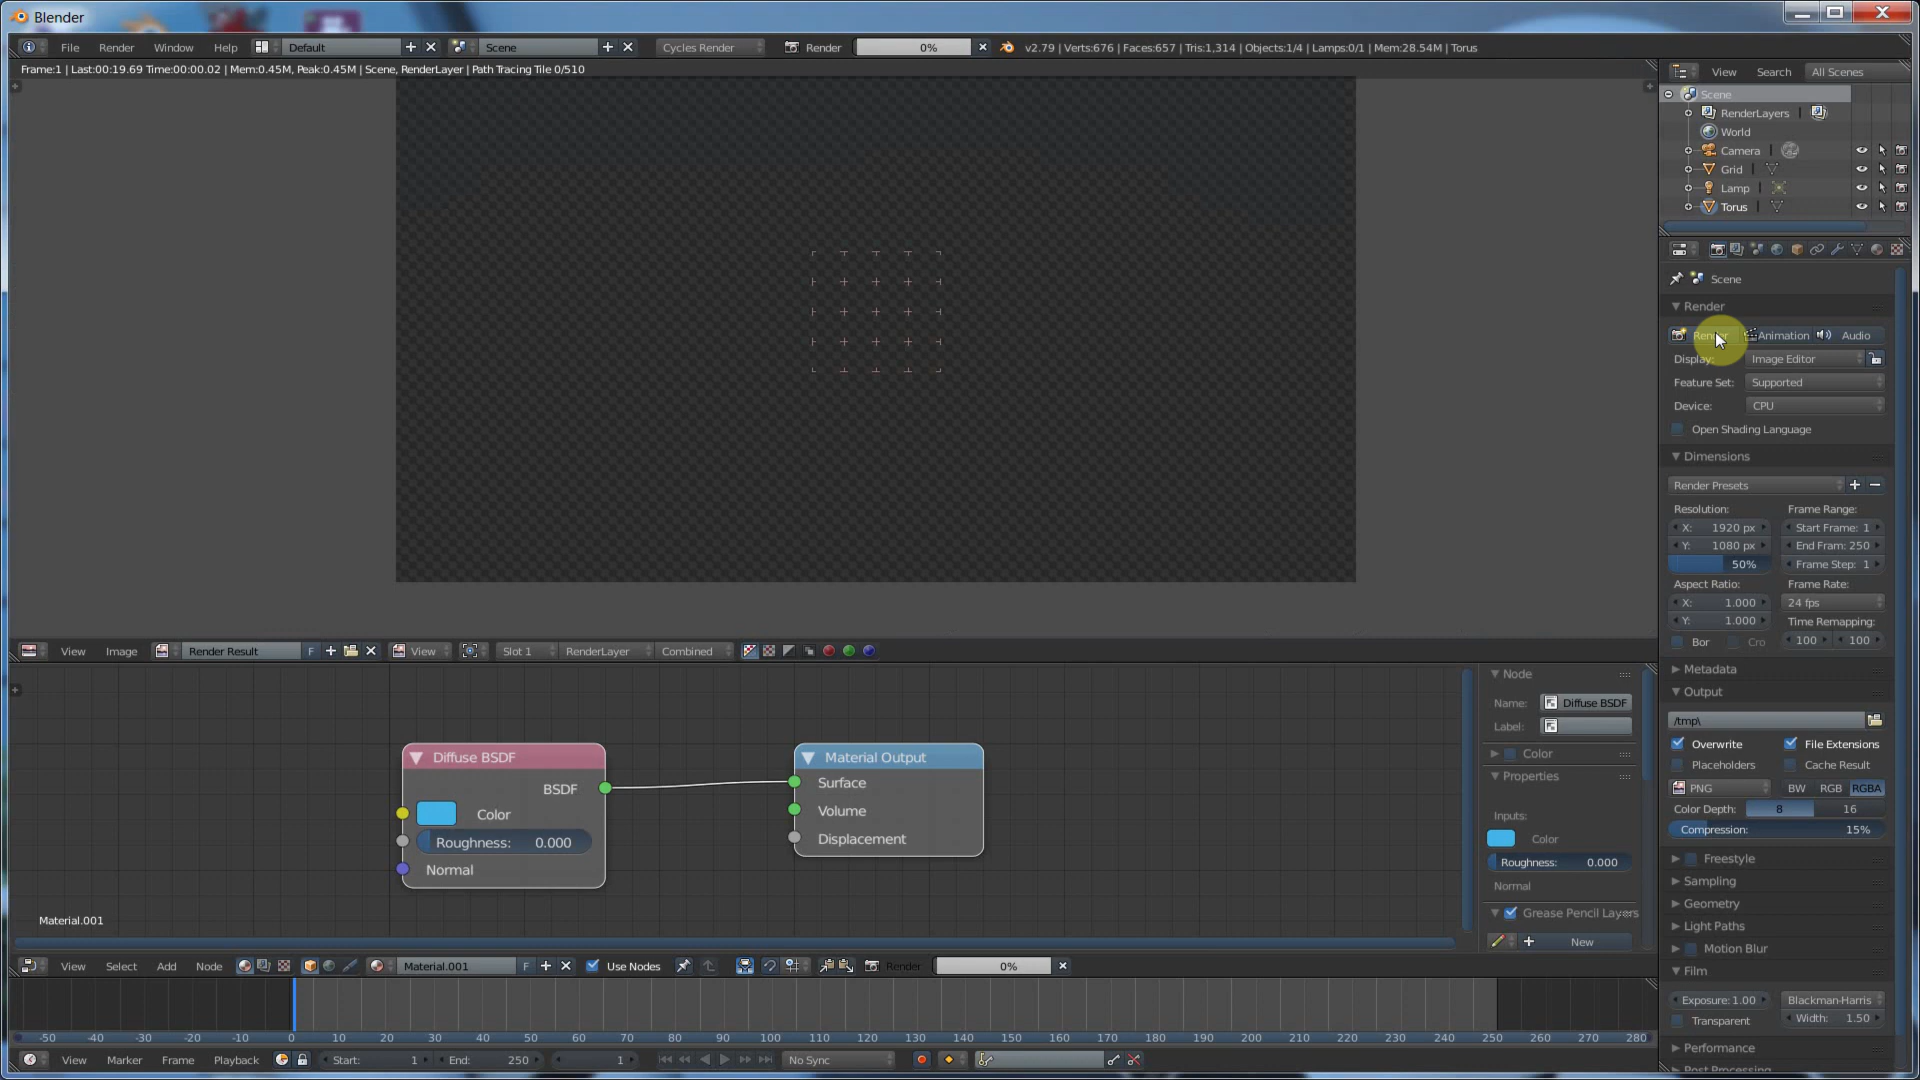 Blender
File Render Window Help Default Scene Cycles Render Render 0% v2.79 | Verts:676 | Faces:657 | Tris:1,314 | Objects:1/4 | Lamps:0/1 | Mem:28.54M | Torus
Frame:1 | Last:00:19.69 Time:00:00.02 | Mem:0.45M, Peak:0.45M | Scene, RenderLayer | Path Tracing Tile 0/510
View Search All Scenes
Scene
RenderLayers
World
Camera
Grid
Lamp
Torus
Scene
Render
Render Animation Audio
Display: Image Editor
Feature Set: Supported
Device: CPU
Open Shading Language
Dimensions
Render Presets
Resolution: Frame Range:
X: 1920 px Start Frame: 1
Y: 1080 px End Fram: 250
50% Frame Step: 1
Aspect Ratio: Frame Rate:
X: 1.000 24 fps
Y: 1.000 Time Remapping:
Bor Cro 100 100
Metadata
Output
/tmp\
Overwrite File Extensions
Placeholders Cache Result
PNG BW RGB RGBA
Color Depth: 8 16
Compression: 15%
Freestyle
Sampling
Geometry
Light Paths
Motion Blur
Film
Exposure: 1.00 Blackman-Harris
Transparent Width: 1.50
Performance
Post Processing
View Image Render Result F View Slot 1 RenderLayer Combined
Node
Name: Diffuse BSDF
Label:
Color
Properties
Inputs:
Color
Roughness: 0.000
Normal
Grease Pencil Layers
New
Diffuse BSDF
BSDF
Color
Roughness: 0.000
Normal
Material Output
Surface
Volume
Displacement
Material.001
View Select Add Node Material.001 F Use Nodes Render 0%
-50 -40 -30 -20 -10 0 10 20 30 40 50 60 70 80 90 100 110 120 130 140 150 160 170 180 190 200 210 220 230 240 250 260 270 280
View Marker Frame Playback Start: 1 End: 250 1 No Sync